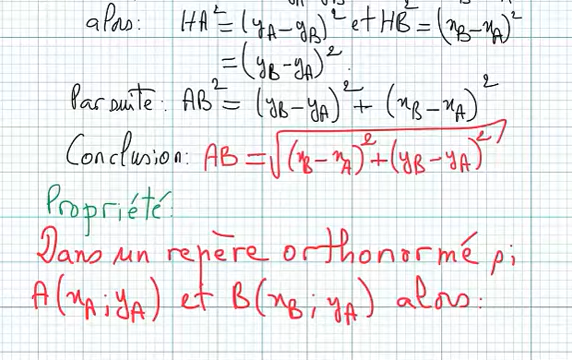 alors: HA² = (y_A - y_B)² et HB² = (x_B - x_A)²
= (y_B - y_A)².
Par suite: AB² = (y_B - y_A)² + (x_B - x_A)²
Conclusion: AB = √((x_B - x_A)² + (y_B - y_A)²)
Propriété:
Dans un repère orthonormé pi
A(x_A; y_A) et B(x_B; y_A) alors: